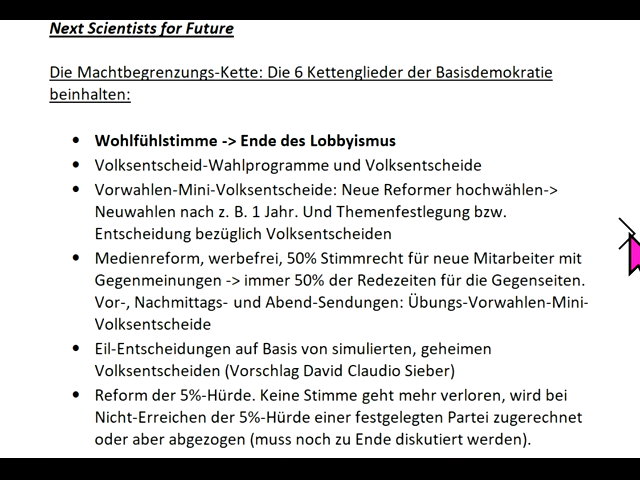 Next Scientists for Future
Die Machtbegrenzungs-Kette: Die 6 Kettenglieder der Basisdemokratie
beinhalten:
• Wohlfühlstimme -> Ende des Lobbyismus
• Volksentscheid-Wahlprogramme und Volksentscheide
• Vorwahlen-Mini-Volksentscheide: Neue Reformer hochwählen->
Neuwahlen nach z. B. 1 Jahr. Und Themenfestlegung bzw.
Entscheidung bezüglich Volksentscheiden
• Medienreform, werbefrei, 50% Stimmrecht für neue Mitarbeiter mit
Gegenmeinungen -> immer 50% der Redezeiten für die Gegenseiten.
Vor-, Nachmittags- und Abend-Sendungen: Übungs-Vorwahlen-Mini-
Volksentscheide
• Eil-Entscheidungen auf Basis von simulierten, geheimen
Volksentscheiden (Vorschlag David Claudio Sieber)
• Reform der 5%-Hürde. Keine Stimme geht mehr verloren, wird bei
Nicht-Erreichen der 5%-Hürde einer festgelegten Partei zugerechnet
oder aber abgezogen (muss noch zu Ende diskutiert werden).